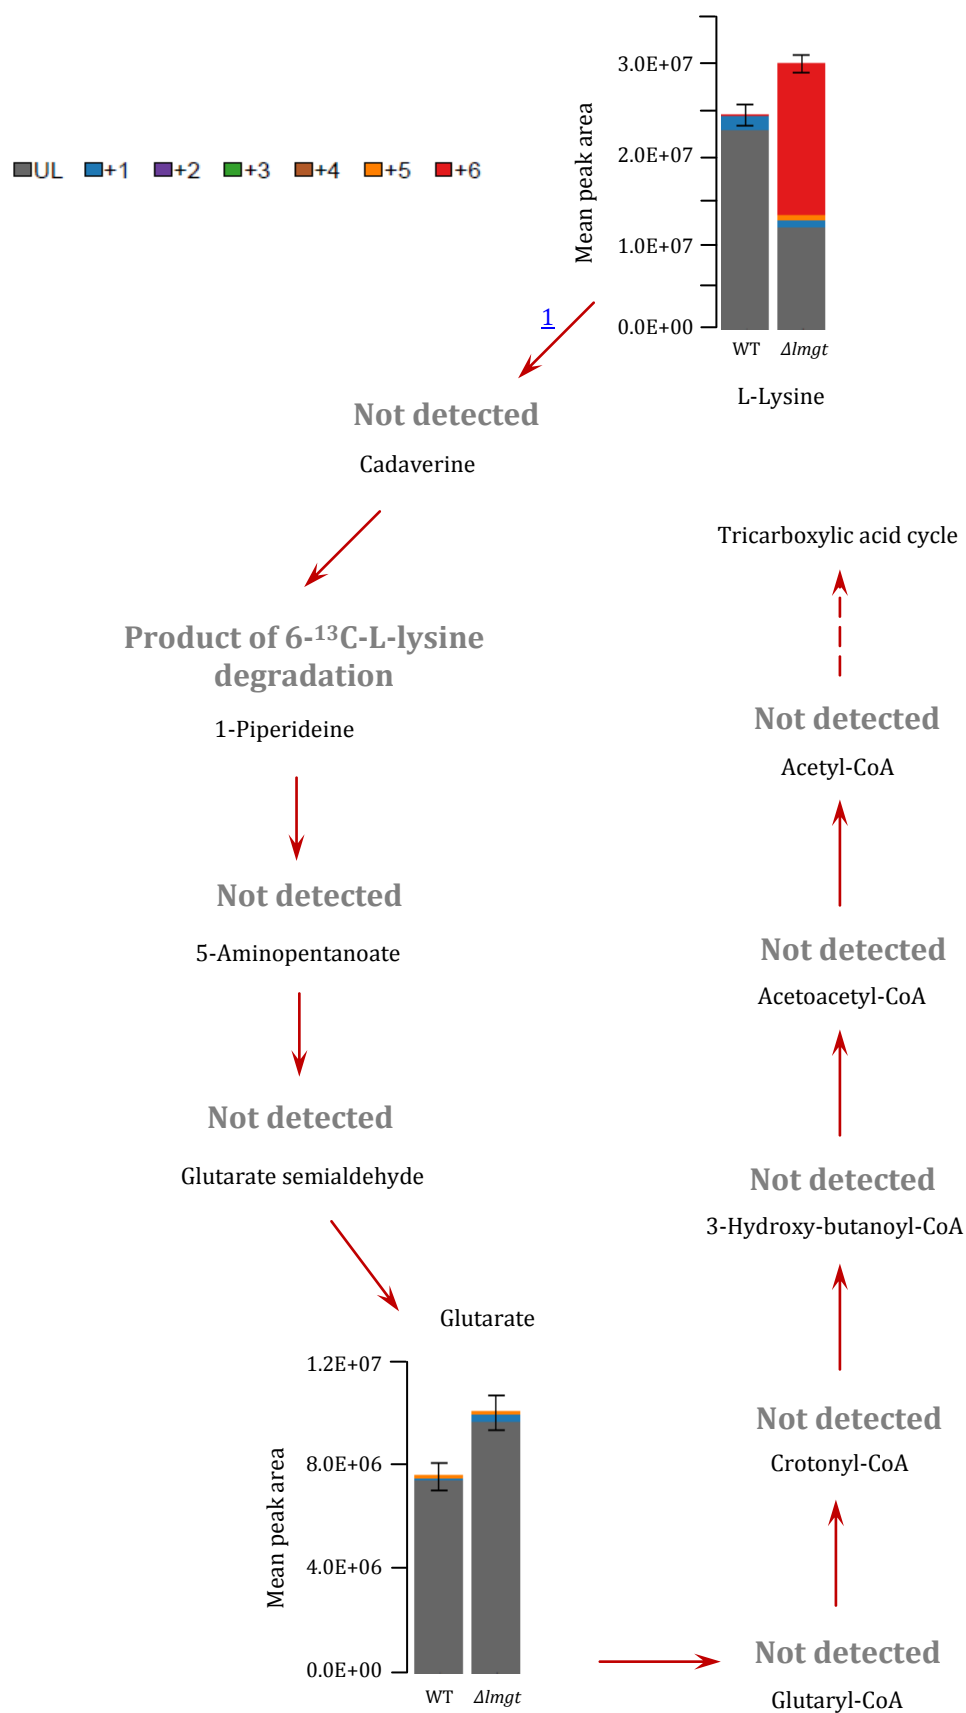 UL +1 +2 +3 +4 +5 +6
Mean peak area
3.0E+07
2.0E+07
1.0E+07
0.0E+00
WT Δlmgt
L-Lysine
1
Not detected
Cadaverine
Product of 6-¹³C-L-lysine
degradation
1-Piperideine
Not detected
5-Aminopentanoate
Not detected
Glutarate semialdehyde
Glutarate
Mean peak area
1.2E+07
8.0E+06
4.0E+06
0.0E+00
WT Δlmgt
Not detected
Glutaryl-CoA
Not detected
Crotonyl-CoA
Not detected
3-Hydroxy-butanoyl-CoA
Not detected
Acetoacetyl-CoA
Not detected
Acetyl-CoA
Tricarboxylic acid cycle